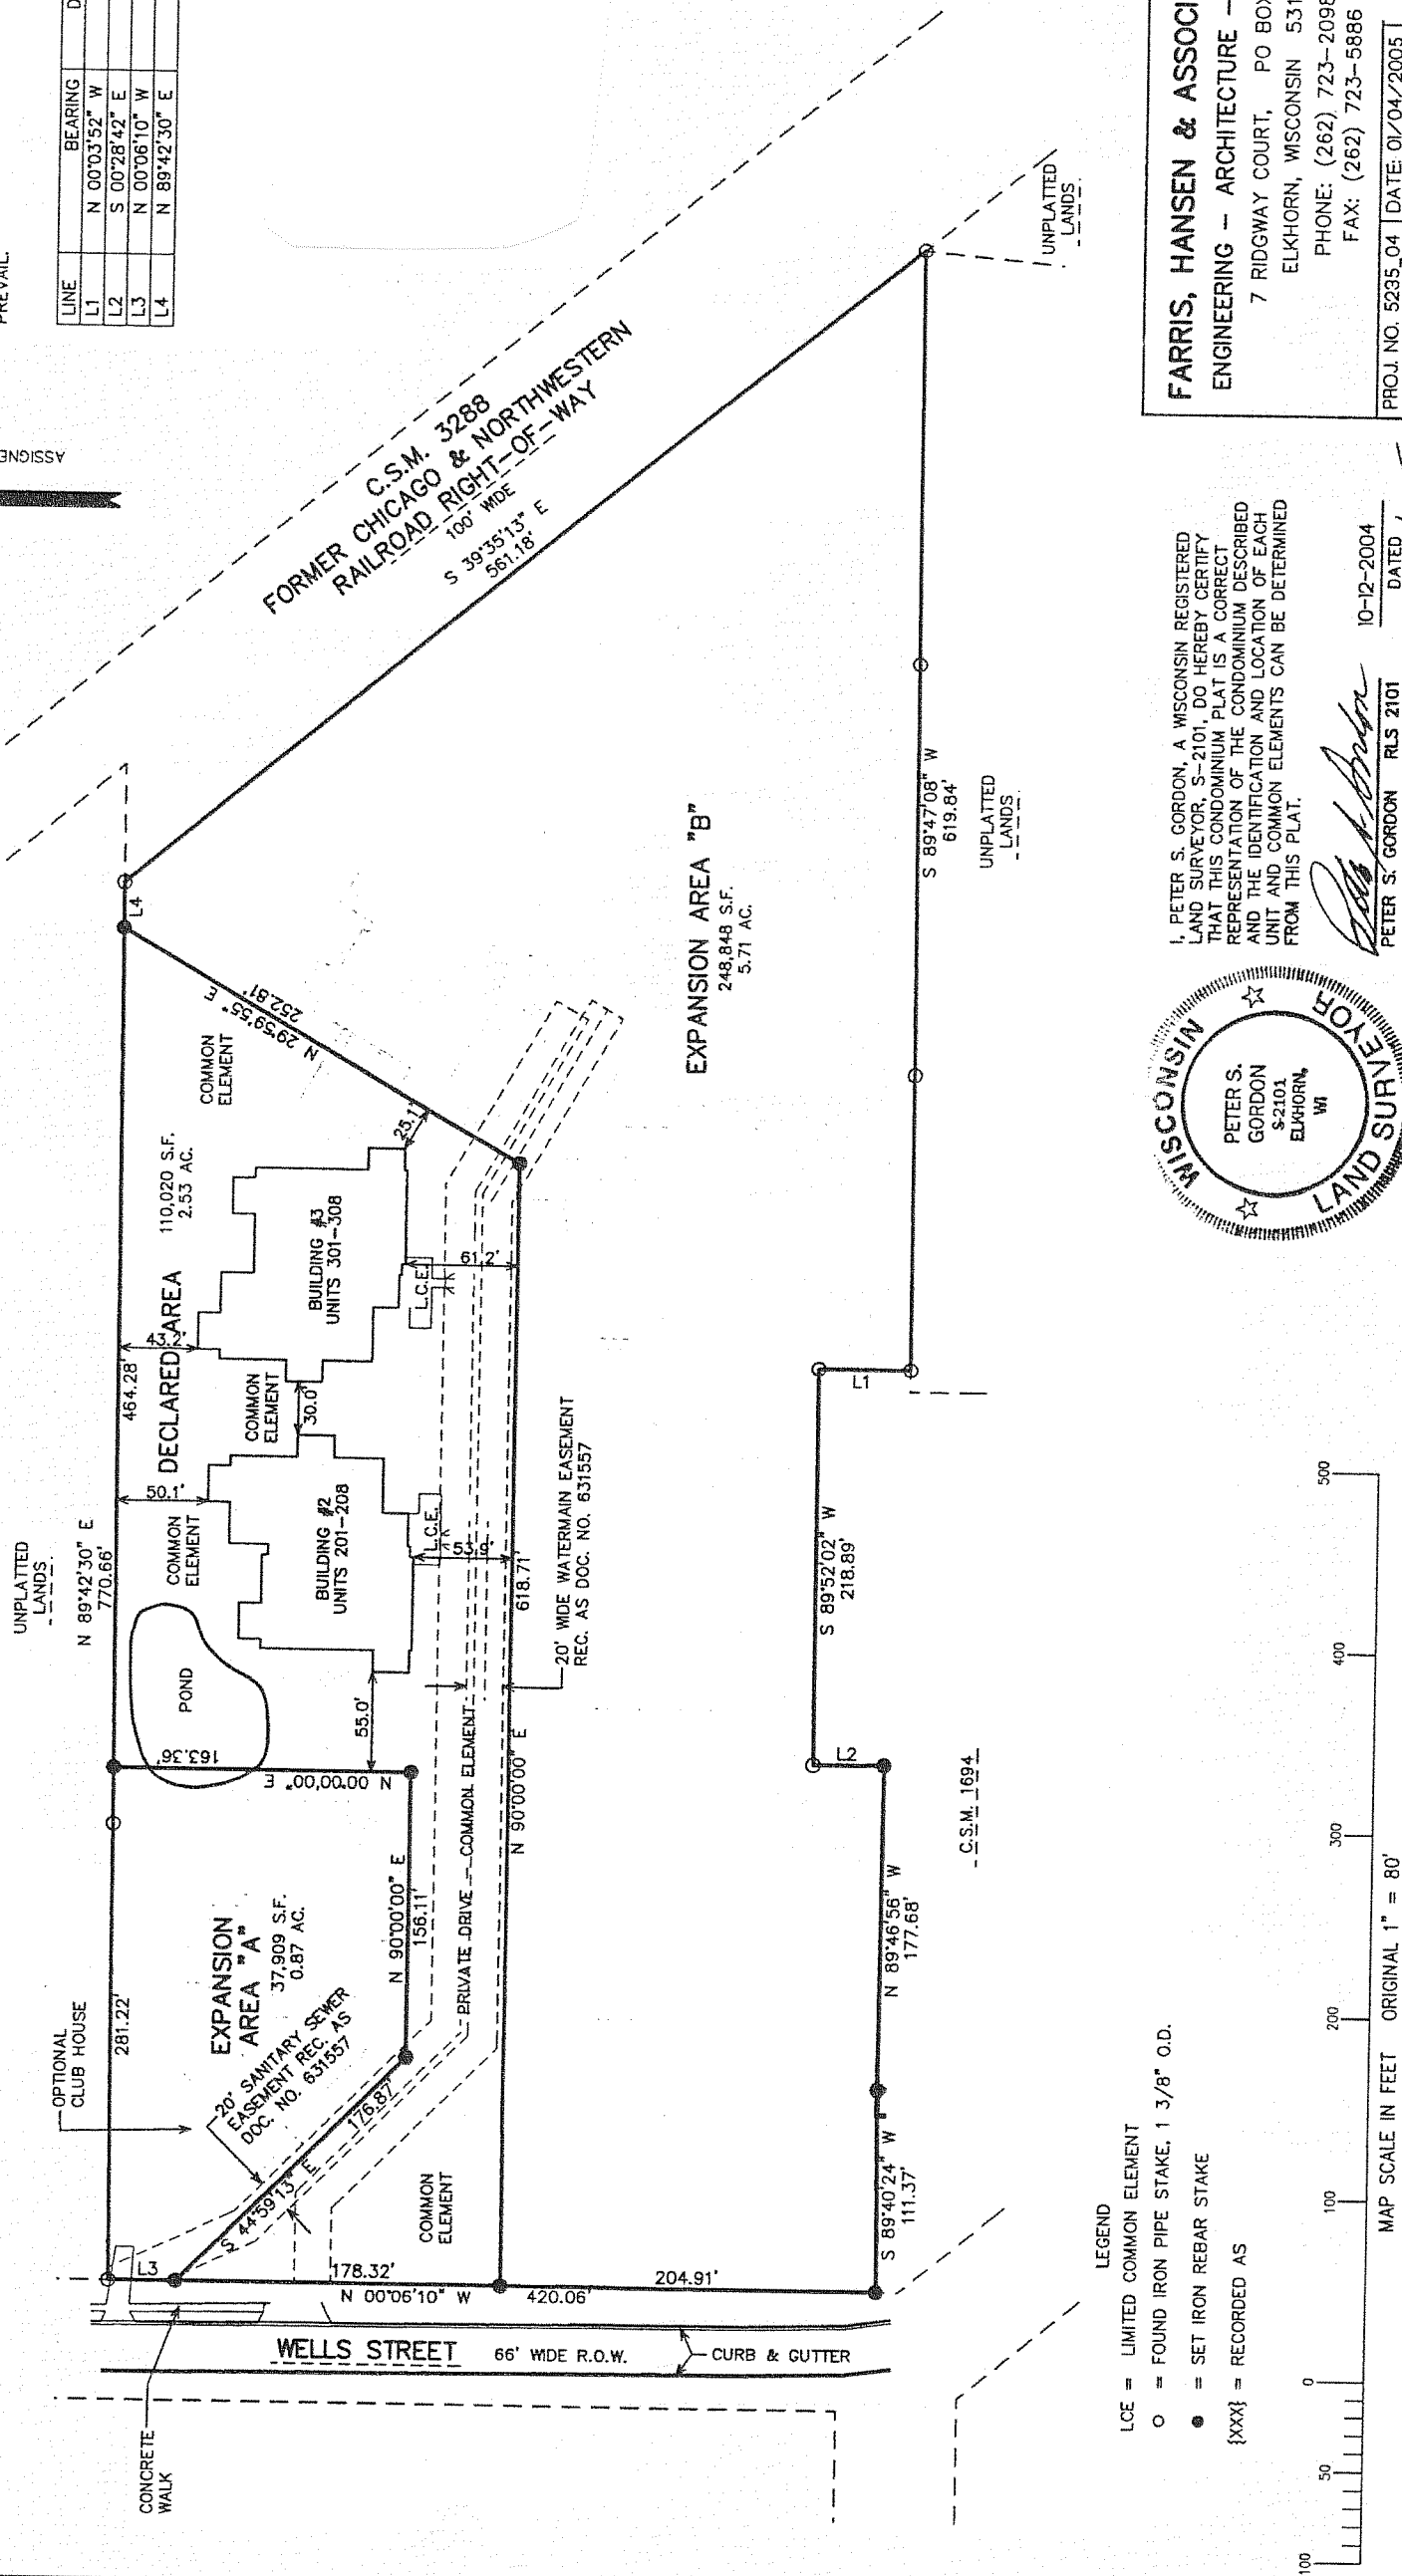 PREVAIL.
LINE BEARING
L1 N 00°03'52" W
L2 S 00°28'42" E
L3 N 00°06'10" W
L4 N 89°42'30" E
C.S.M. 3288
FORMER CHICAGO & NORTHWESTERN
RAILROAD RIGHT-OF-WAY
100' WIDE
S 39°35'13" E
561.18'
UNPLATTED
LANDS
UNPLATTED
LANDS
N 89°42'30" E
770.66'
464.28'
281.22'
L4
OPTIONAL
CLUB HOUSE
EXPANSION
AREA "A"
37,909 S.F.
0.87 AC.
20' SANITARY SEWER
EASEMENT REC. AS
DOC. NO. 631557
S 44°59'13" E
176.87'
N 90°00'00" E
156.11'
N 00°00'00" E
163.36'
POND
55.0'
COMMON
ELEMENT
50.1'
BUILDING #2
UNITS 201-208
L.C.E.
53.9'
DECLARED AREA
110,020 S.F.
2.53 AC.
COMMON
ELEMENT
30.0'
43.2'
BUILDING #3
UNITS 301-308
L.C.E.
61.2'
25.1'
COMMON
ELEMENT
N 29°59'55" E
252.81'
PRIVATE DRIVE - COMMON ELEMENT
N 90°00'00" E
618.71'
20' WIDE WATERMAIN EASEMENT
REC. AS DOC. NO. 631557
COMMON
ELEMENT
L3
178.32'
N 00°06'10" W
420.06'
204.91'
CONCRETE
WALK
WELLS STREET
66' WIDE R.O.W.
CURB & GUTTER
EXPANSION AREA "B"
248,848 S.F.
5.71 AC.
S 89°40'24" W
111.37'
N 89°46'56" W
177.68'
L2
S 89°52'02" W
218.89'
L1
S 89°47'08" W
619.84'
UNPLATTED
LANDS
C.S.M. 1694
LEGEND
LCE = LIMITED COMMON ELEMENT
= FOUND IRON PIPE STAKE, 1 3/8" O.D.
= SET IRON REBAR STAKE
{XXX} = RECORDED AS
100 50 0 100 200 300 400 500
MAP SCALE IN FEET ORIGINAL 1" = 80'
WISCONSIN
PETER S.
GORDON
S-2101
ELKHORN,
WI
LAND SURVEYOR
I, PETER S. GORDON, A WISCONSIN REGISTERED
LAND SURVEYOR, S-2101, DO HEREBY CERTIFY
THAT THIS CONDOMINIUM PLAT IS A CORRECT
REPRESENTATION OF THE CONDOMINIUM DESCRIBED
AND THE IDENTIFICATION AND LOCATION OF EACH
UNIT AND COMMON ELEMENTS CAN BE DETERMINED
FROM THIS PLAT.
PETER S. GORDON RLS 2101
10-12-2004
DATED
FARRIS, HANSEN & ASSOCI
ENGINEERING - ARCHITECTURE -
7 RIDGWAY COURT, PO BOX
ELKHORN, WISCONSIN 531
PHONE: (262) 723-2098
FAX: (262) 723-5886
PROJ. NO. 5235_04 DATE: 01/04/2005